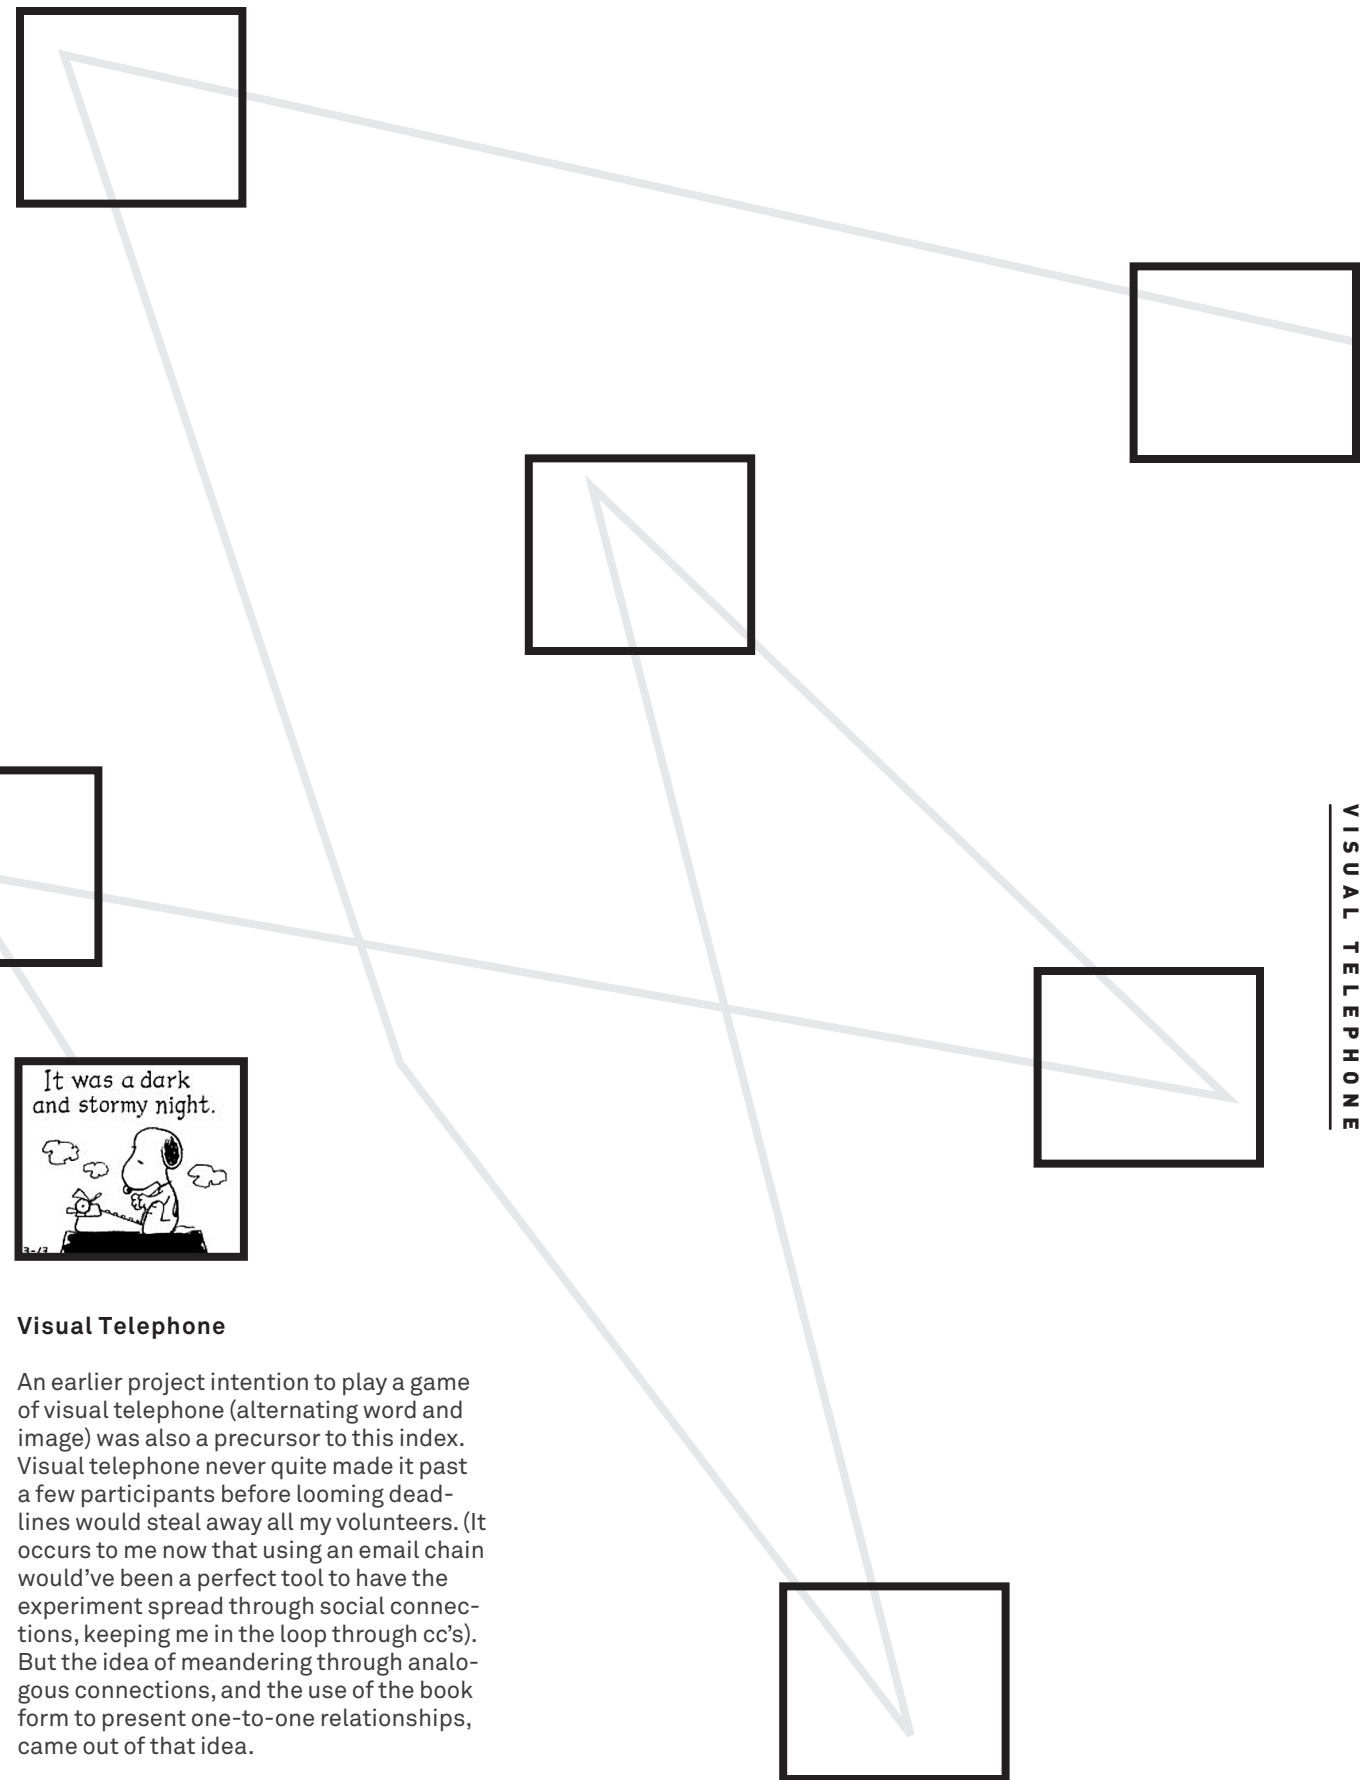 VISUAL TELEPHONE
It was a dark
and stormy night.
3-13
Visual Telephone
An earlier project intention to play a game
of visual telephone (alternating word and
image) was also a precursor to this index.
Visual telephone never quite made it past
a few participants before looming dead-
lines would steal away all my volunteers. (It
occurs to me now that using an email chain
would've been a perfect tool to have the
experiment spread through social connec-
tions, keeping me in the loop through cc's).
But the idea of meandering through analo-
gous connections, and the use of the book
form to present one-to-one relationships,
came out of that idea.